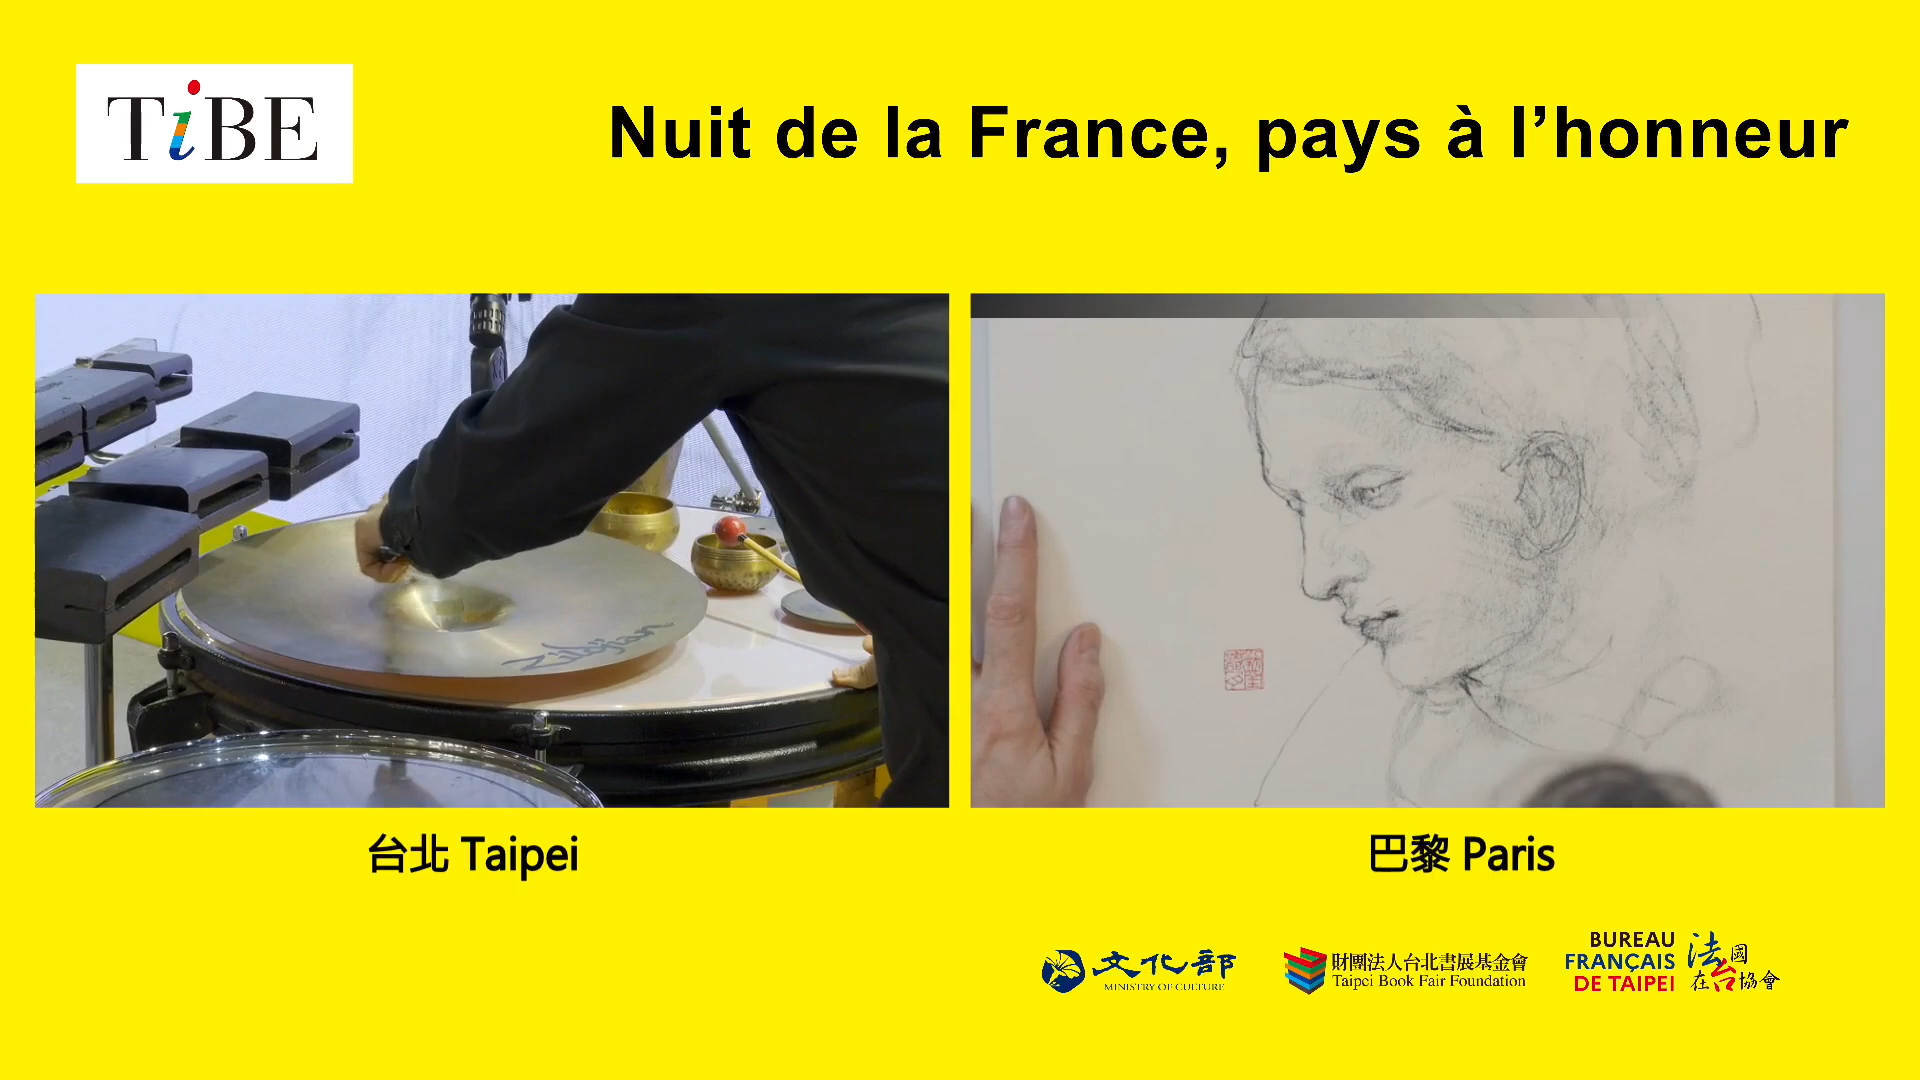 TiBE
Nuit de la France, pays à l’honneur
Zildjian
台北 Taipei
巴黎 Paris
文化部
MINISTRY OF CULTURE
財團法人台北書展基金會
Taipei Book Fair Foundation
BUREAU
FRANÇAIS
DE TAIPEI
法國
在台協會